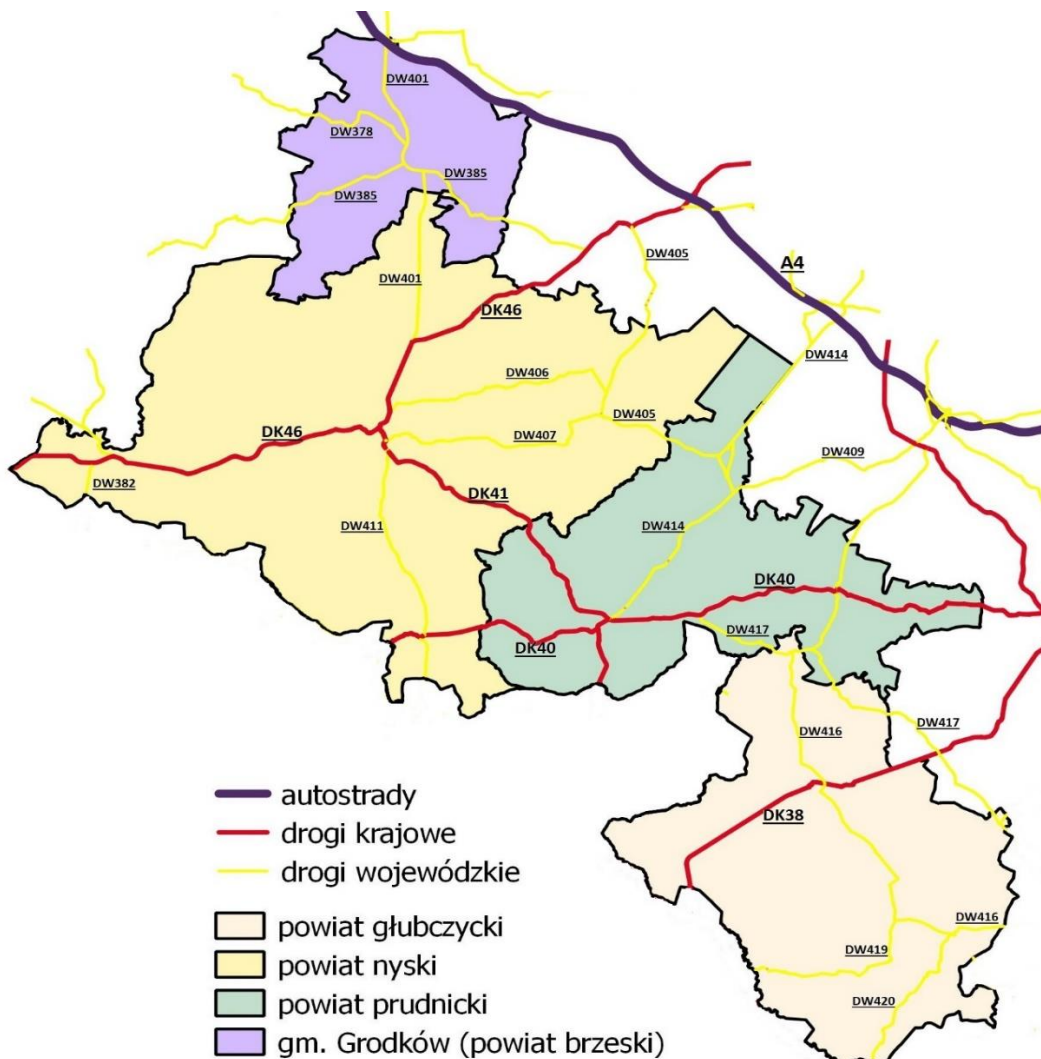 DW401
DW378
DW385
DW385
DW405
DW401
A4
DK46
DW414
DW406
DW405
DK46
DW407
DW409
DW382
DK41
DW411
DW414
DK40
DW417
DK40
DW417
DW416
DK38
DW416
DW419
DW420
autostrady
drogi krajowe
drogi wojewódzkie
powiat głubczycki
powiat nyski
powiat prudnicki
gm. Grodków (powiat brzeski)